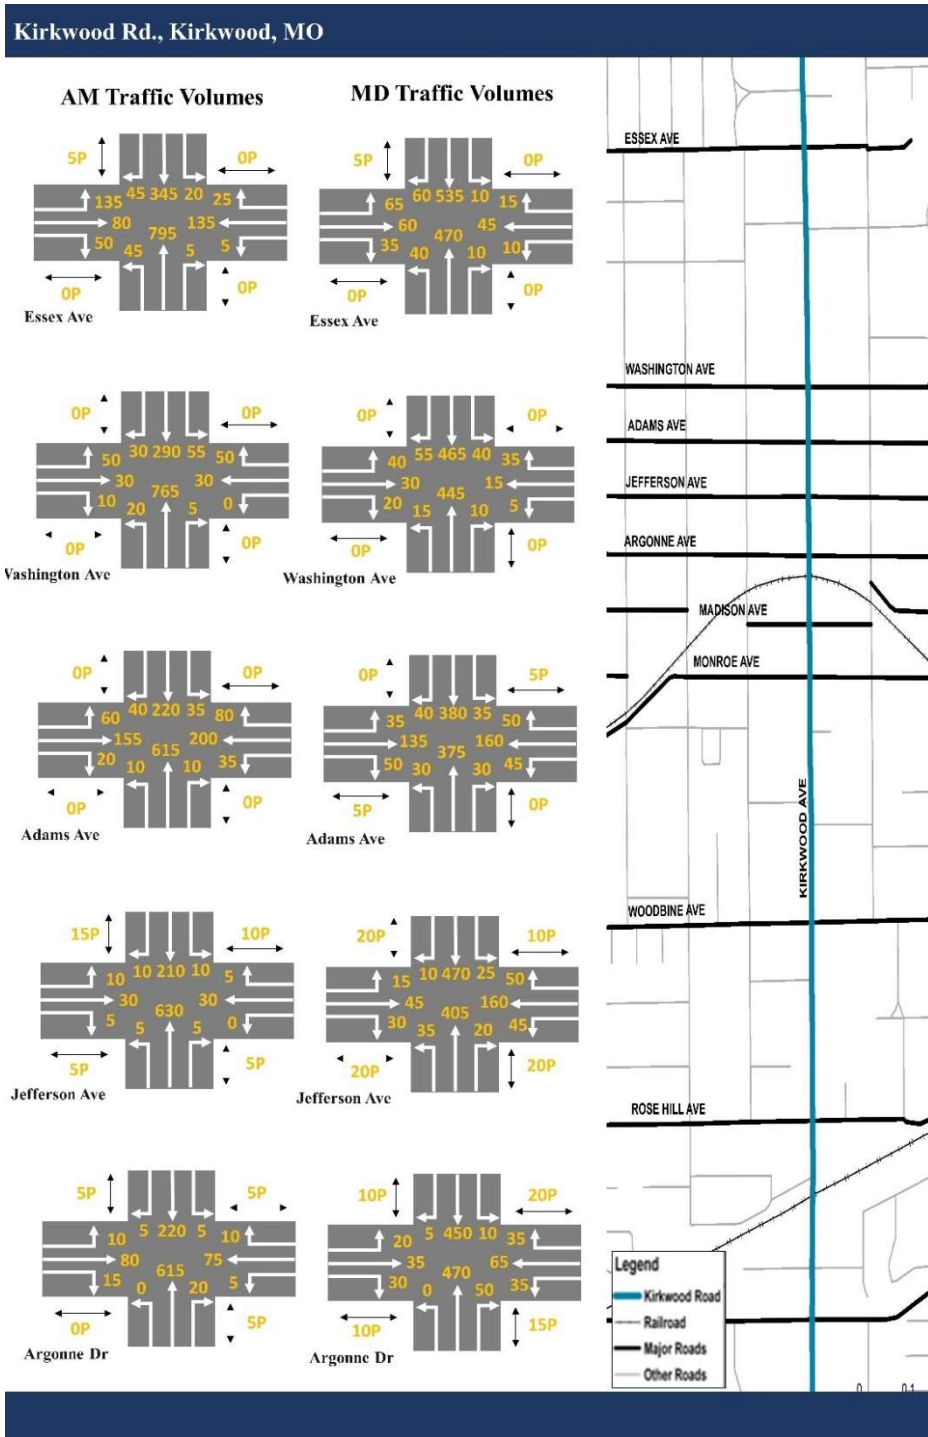 Kirkwood Rd., Kirkwood, MO
AM Traffic Volumes
5P
0P
45 345 20
135 25
80 135
795
50 5
45 5
0P
0P
Essex Ave
0P
0P
30 290 55
50 50
30 30
765
10 0
20 5
0P
0P
Washington Ave
0P
0P
40 220 35
60 80
155 200
615
20 35
10 10
0P
0P
Adams Ave
15P
10P
10 210 10
10 5
30 30
630
5 0
5 5
5P
5P
Jefferson Ave
5P
5P
5 220 5
10 10
80 75
615
15 5
0 20
0P
5P
Argonne Dr
MD Traffic Volumes
5P
0P
60 535 10
65 15
60 45
470
35 10
40 10
0P
0P
Essex Ave
0P
0P
55 465 40
40 35
30 15
445
20 5
15 10
0P
0P
Washington Ave
0P
5P
40 380 35
35 50
135 160
375
50 45
30 30
5P
0P
Adams Ave
20P
10P
10 470 25
15 50
45 160
405
30 45
35 20
20P
20P
Jefferson Ave
10P
20P
5 450 10
20 35
35 65
470
30 35
0 50
10P
15P
Argonne Dr
ESSEX AVE
WASHINGTON AVE
ADAMS AVE
JEFFERSON AVE
ARGONNE AVE
MADISON AVE
MONROE AVE
KIRKWOOD AVE
WOODBINE AVE
ROSE HILL AVE
Legend
Kirkwood Road
Railroad
Major Roads
Other Roads